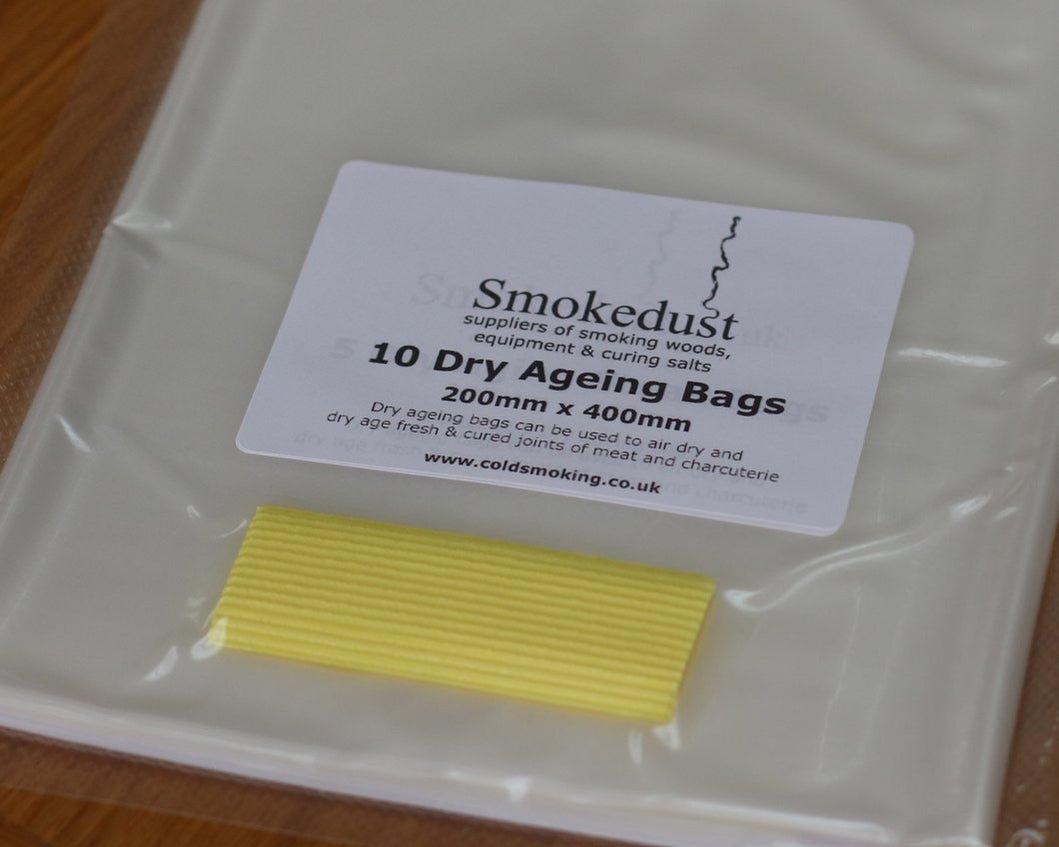 Smokedust
suppliers of smoking woods,
equipment & curing salts
10 Dry Ageing Bags
200mm x 400mm
Dry ageing bags can be used to air dry and
dry age fresh & cured joints of meat and charcuterie
www.coldsmoking.co.uk